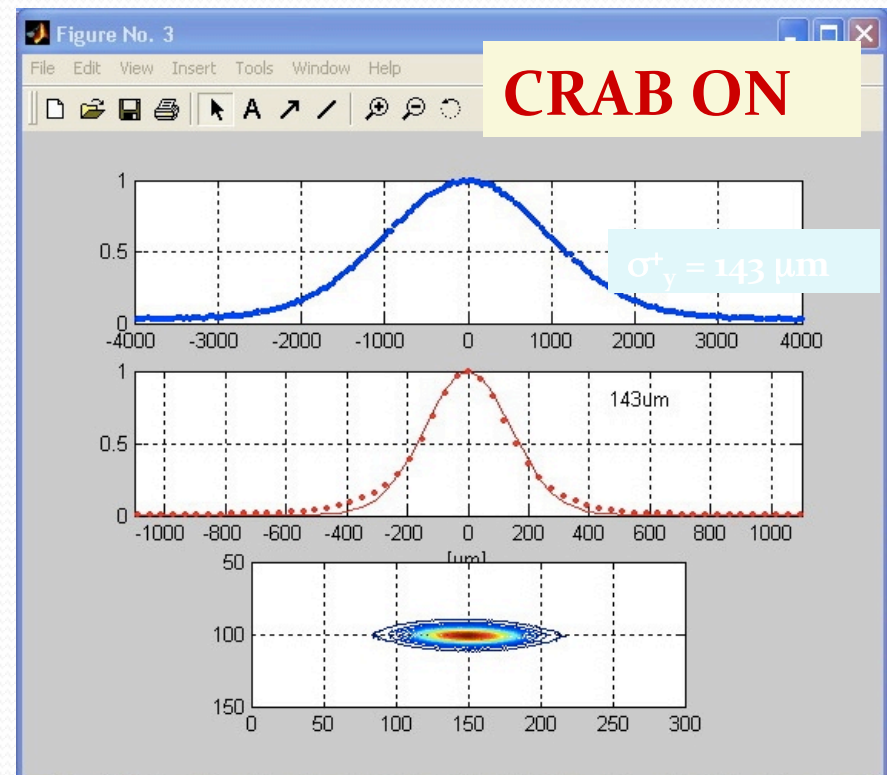 Figure No. 3
File Edit View Insert Tools Window Help
CRAB ON
A
1
0.5
0
-4000 -3000 -2000 -1000 0 1000 2000 3000 4000
σ⁺y = 143 µm
1
0.5
0
143um
-1000 -800 -600 -400 -200 0 200 400 600 800 1000
[um]
50
100
150
0 50 100 150 200 250 300